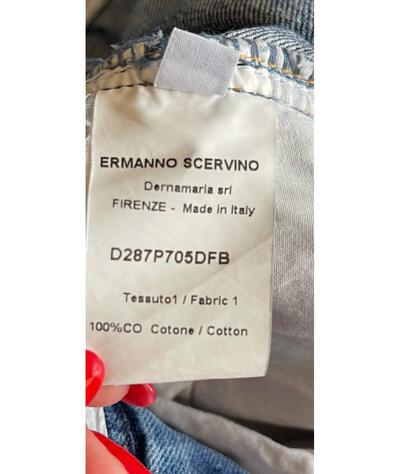 ERMANNO SCERVINO
Dernamaria srl
FIRENZE - Made in Italy
D287P705DFB
Tessuto1 / Fabric 1
100%CO Cotone / Cotton